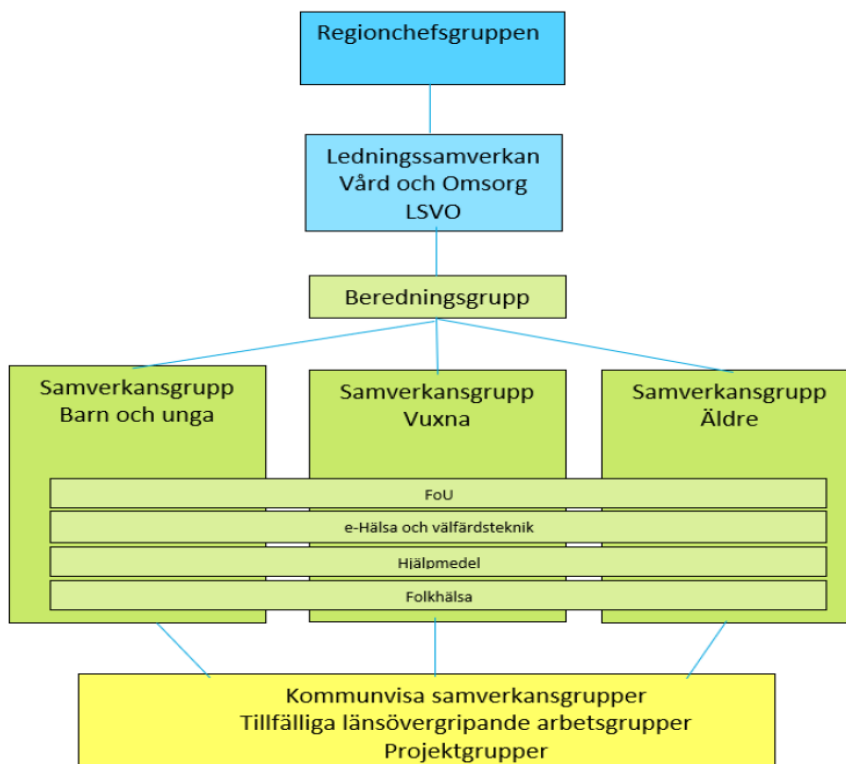 Regionchefsgruppen
Ledningssamverkan
Vård och Omsorg
LSVO
Beredningsgrupp
Samverkansgrupp
Barn och unga
Samverkansgrupp
Vuxna
Samverkansgrupp
Äldre
FoU
e-Hälsa och välfärdsteknik
Hjälpmedel
Folkhälsa
Kommunvisa samverkansgrupper
Tillfälliga länsövergripande arbetsgrupper
Projektgrupper